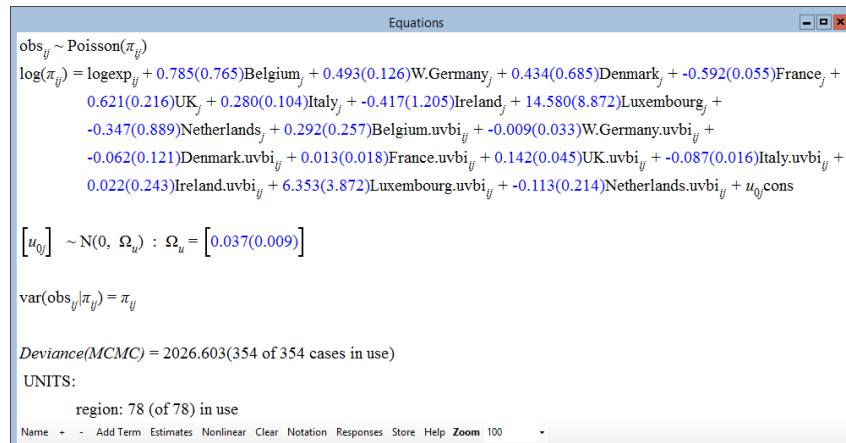 Equations
obs_ij ~ Poisson(π_ij)
log(π_ij) = logexp_ij + 0.785(0.765)Belgium_j + 0.493(0.126)W.Germany_j + 0.434(0.685)Denmark_j + -0.592(0.055)France_j +
0.621(0.216)UK_j + 0.280(0.104)Italy_j + -0.417(1.205)Ireland_j + 14.580(8.872)Luxembourg_j +
-0.347(0.889)Netherlands_j + 0.292(0.257)Belgium.uvbi_ij + -0.009(0.033)W.Germany.uvbi_ij +
-0.062(0.121)Denmark.uvbi_ij + 0.013(0.018)France.uvbi_ij + 0.142(0.045)UK.uvbi_ij + -0.087(0.016)Italy.uvbi_ij +
0.022(0.243)Ireland.uvbi_ij + 6.353(3.872)Luxembourg.uvbi_ij + -0.113(0.214)Netherlands.uvbi_ij + u_0j cons
[u_0j] ~ N(0, Ω_u) : Ω_u = [0.037(0.009)]
var(obs_ij|π_ij) = π_ij
Deviance(MCMC) = 2026.603(354 of 354 cases in use)
UNITS:
region: 78 (of 78) in use
Name + - Add Term Estimates Nonlinear Clear Notation Responses Store Help Zoom 100